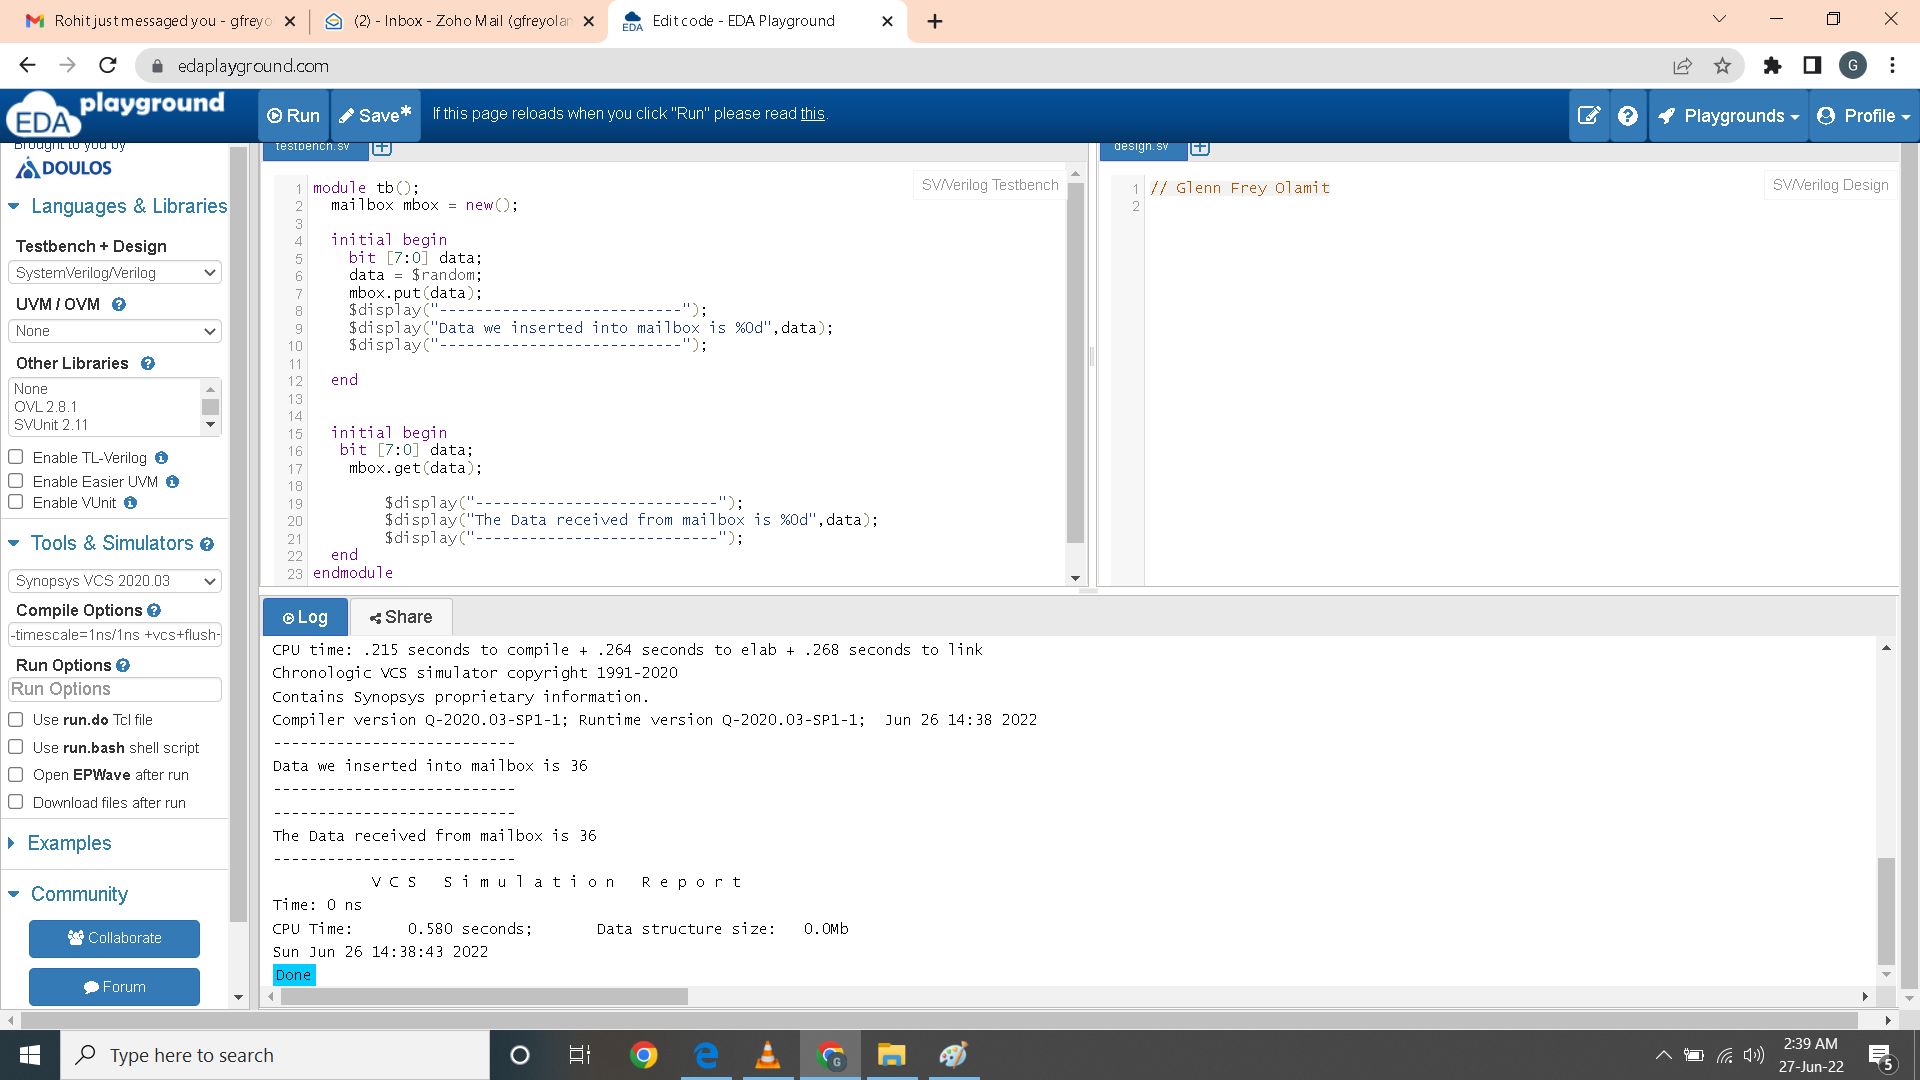 Rohit just messaged you - gfreyo
(2) - Inbox - Zoho Mail (gfreyolan
Edit code - EDA Playground
edaplayground.com
G
EDA playground
Run
Save*
If this page reloads when you click "Run" please read this.
Playgrounds
Profile
Brought to you by
DOULOS
Languages & Libraries
Testbench + Design
SystemVerilog/Verilog
UVM / OVM
None
Other Libraries
None
OVL 2.8.1
SVUnit 2.11
Enable TL-Verilog
Enable Easier UVM
Enable VUnit
Tools & Simulators
Synopsys VCS 2020.03
Compile Options
-timescale=1ns/1ns +vcs+flush+
Run Options
Run Options
Use run.do Tcl file
Use run.bash shell script
Open EPWave after run
Download files after run
Examples
Community
Collaborate
Forum
testbench.sv
SV/Verilog Testbench
1 module tb();
2 mailbox mbox = new();
3
4 initial begin
5 bit [7:0] data;
6 data = $random;
7 mbox.put(data);
8 $display("---------------------------");
9 $display("Data we inserted into mailbox is %0d",data);
10 $display("---------------------------");
11
12 end
13
14
15 initial begin
16 bit [7:0] data;
17 mbox.get(data);
18
19 $display("---------------------------");
20 $display("The Data received from mailbox is %0d",data);
21 $display("---------------------------");
22 end
23 endmodule
design.sv
SV/Verilog Design
1 // Glenn Frey Olamit
2
Log
Share
CPU time: .215 seconds to compile + .264 seconds to elab + .268 seconds to link
Chronologic VCS simulator copyright 1991-2020
Contains Synopsys proprietary information.
Compiler version Q-2020.03-SP1-1; Runtime version Q-2020.03-SP1-1;  Jun 26 14:38 2022
---------------------------
Data we inserted into mailbox is 36
---------------------------
---------------------------
The Data received from mailbox is 36
---------------------------
V C S   S i m u l a t i o n   R e p o r t
Time: 0 ns
CPU Time:      0.580 seconds;       Data structure size:   0.0Mb
Sun Jun 26 14:38:43 2022
Done
Type here to search
G
2:39 AM
27-Jun-22
5